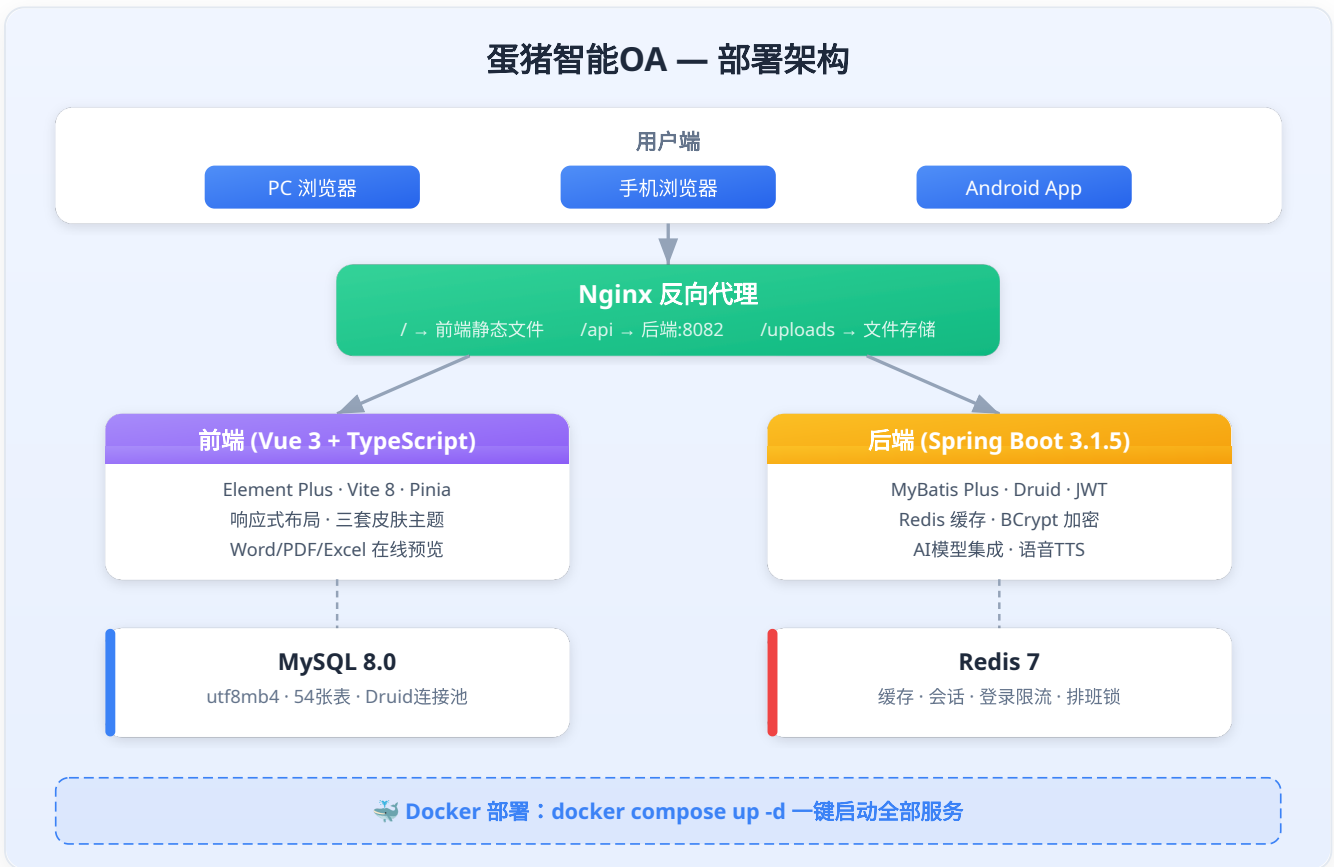 蛋猪智能OA — 部署架构
用户端
PC 浏览器
手机浏览器
Android App
Nginx 反向代理
/ → 前端静态文件
/api → 后端:8082
/uploads → 文件存储
前端 (Vue 3 + TypeScript)
Element Plus · Vite 8 · Pinia
响应式布局 · 三套皮肤主题
Word/PDF/Excel 在线预览
后端 (Spring Boot 3.1.5)
MyBatis Plus · Druid · JWT
Redis 缓存 · BCrypt 加密
AI模型集成 · 语音TTS
MySQL 8.0
utf8mb4 · 54张表 · Druid连接池
Redis 7
缓存 · 会话 · 登录限流 · 排班锁
🐳 Docker 部署：docker compose up -d 一键启动全部服务